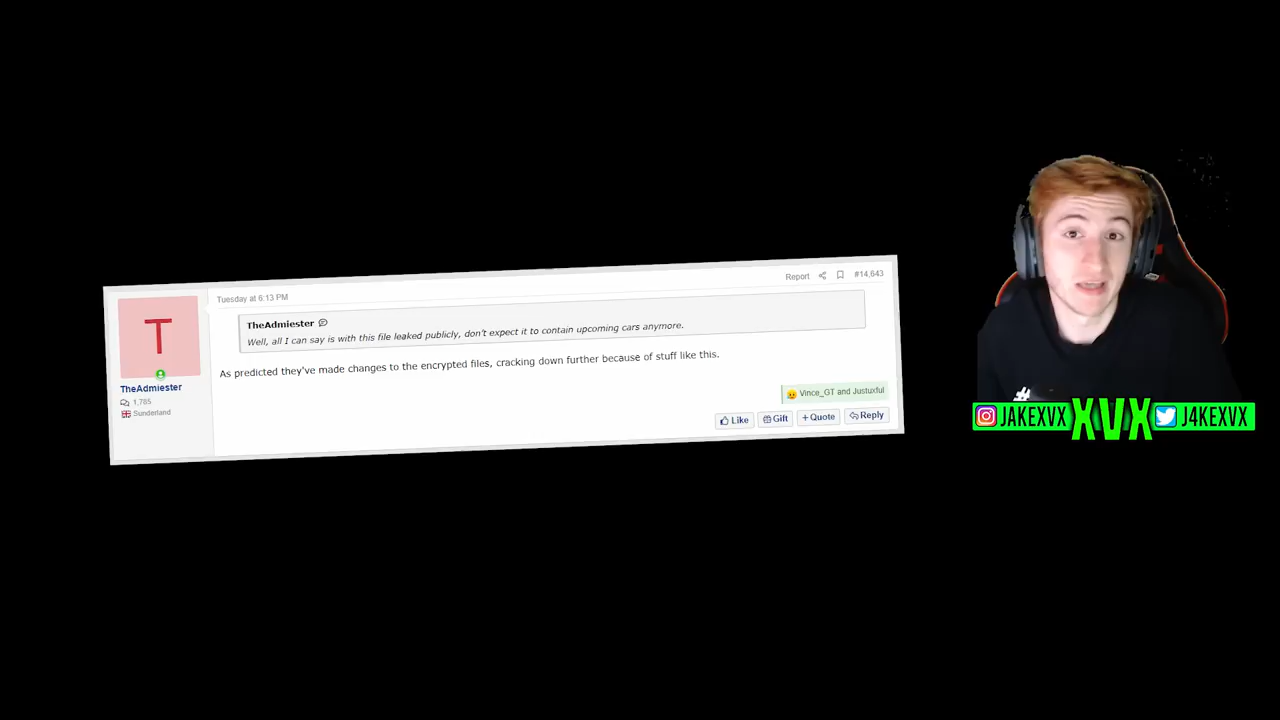 Tuesday at 6:13 PM
Report #14,643
T
TheAdmiester
Well, all I can say is with this file leaked publicly, don't expect it to contain upcoming cars anymore.
As predicted they've made changes to the encrypted files, cracking down further because of stuff like this.
TheAdmiester
1,785
Sunderland
Vince_GT and Justuxful
Like Gift + Quote Reply
#
JAKEXVX XVX J4KEXVX